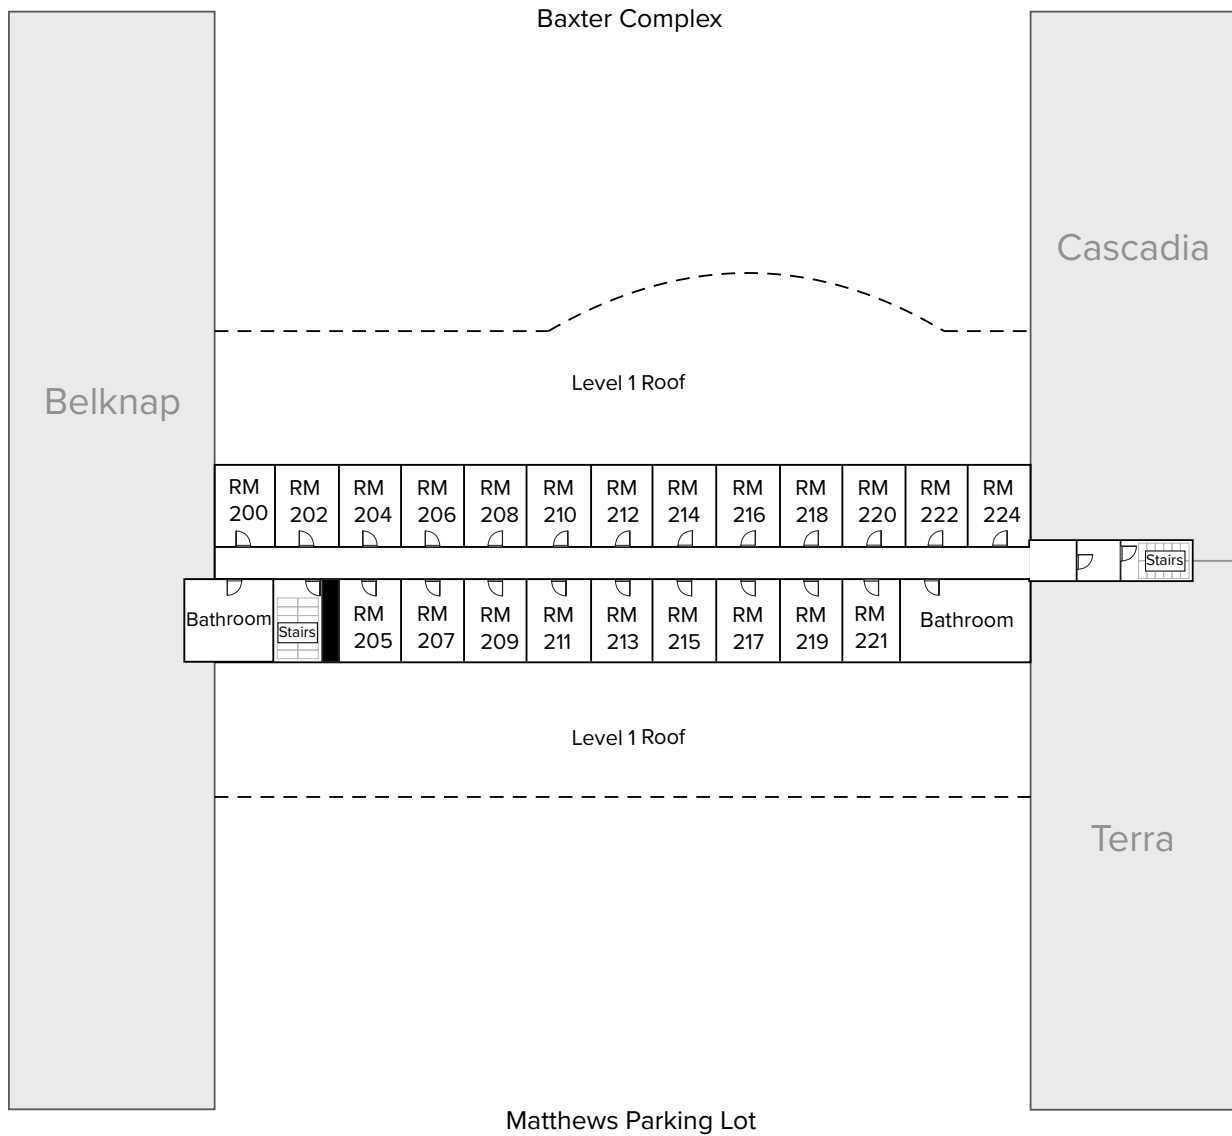 Baxter Complex
Cascadia
Level 1 Roof
Belknap
RM 200
RM 202
RM 204
RM 206
RM 208
RM 210
RM 212
RM 214
RM 216
RM 218
RM 220
RM 222
RM 224
Stairs
Bathroom
Stairs
RM 205
RM 207
RM 209
RM 211
RM 213
RM 215
RM 217
RM 219
RM 221
Bathroom
Level 1 Roof
Terra
Matthews Parking Lot